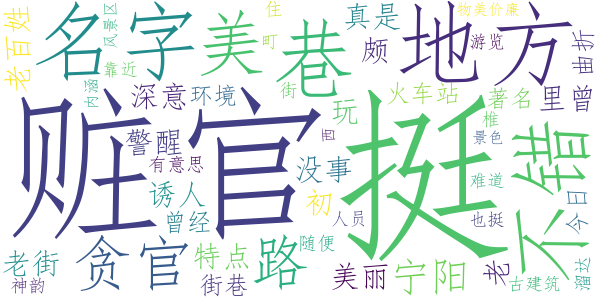 老百姓
风景区
住
町
真是
物美价廉
名字
美
巷
颇
地方
游览
曲折
内涵
靠近
街
火车站
著名
里
曾
赃官
深意
环境
玩
挺
椎
景色
不错
警醒
有意思
没事
西
难道
今日
诱人
曾经
初
人员
也挺
老街
神韵
贪官
特点
街巷
路
随便
美丽
宁阳
老
古建筑
溜达